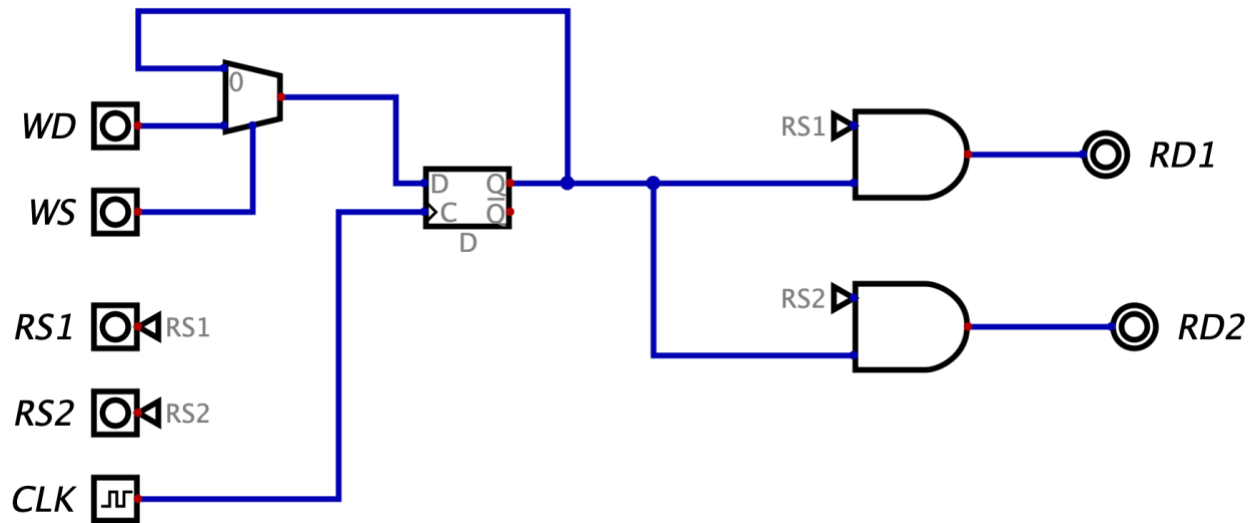 0
WD
WS
D Q
C Q̅
D
RS1 RS1
RS2 RS2
CLK
RS1
RD1
RS2
RD2